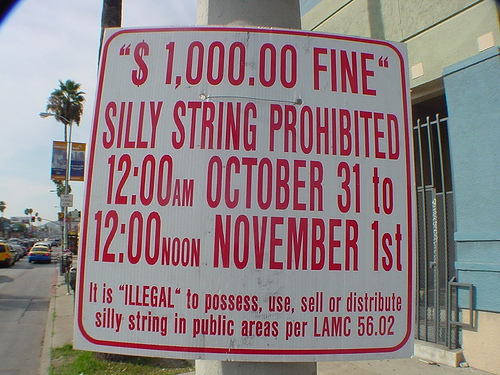 "$ 1,000.00 FINE"
SILLY STRING PROHIBITED
12:00AM OCTOBER 31 to
12:00NOON NOVEMBER 1st
It is "ILLEGAL" to possess, use, sell or distribute
silly string in public areas per LAMC 56.02